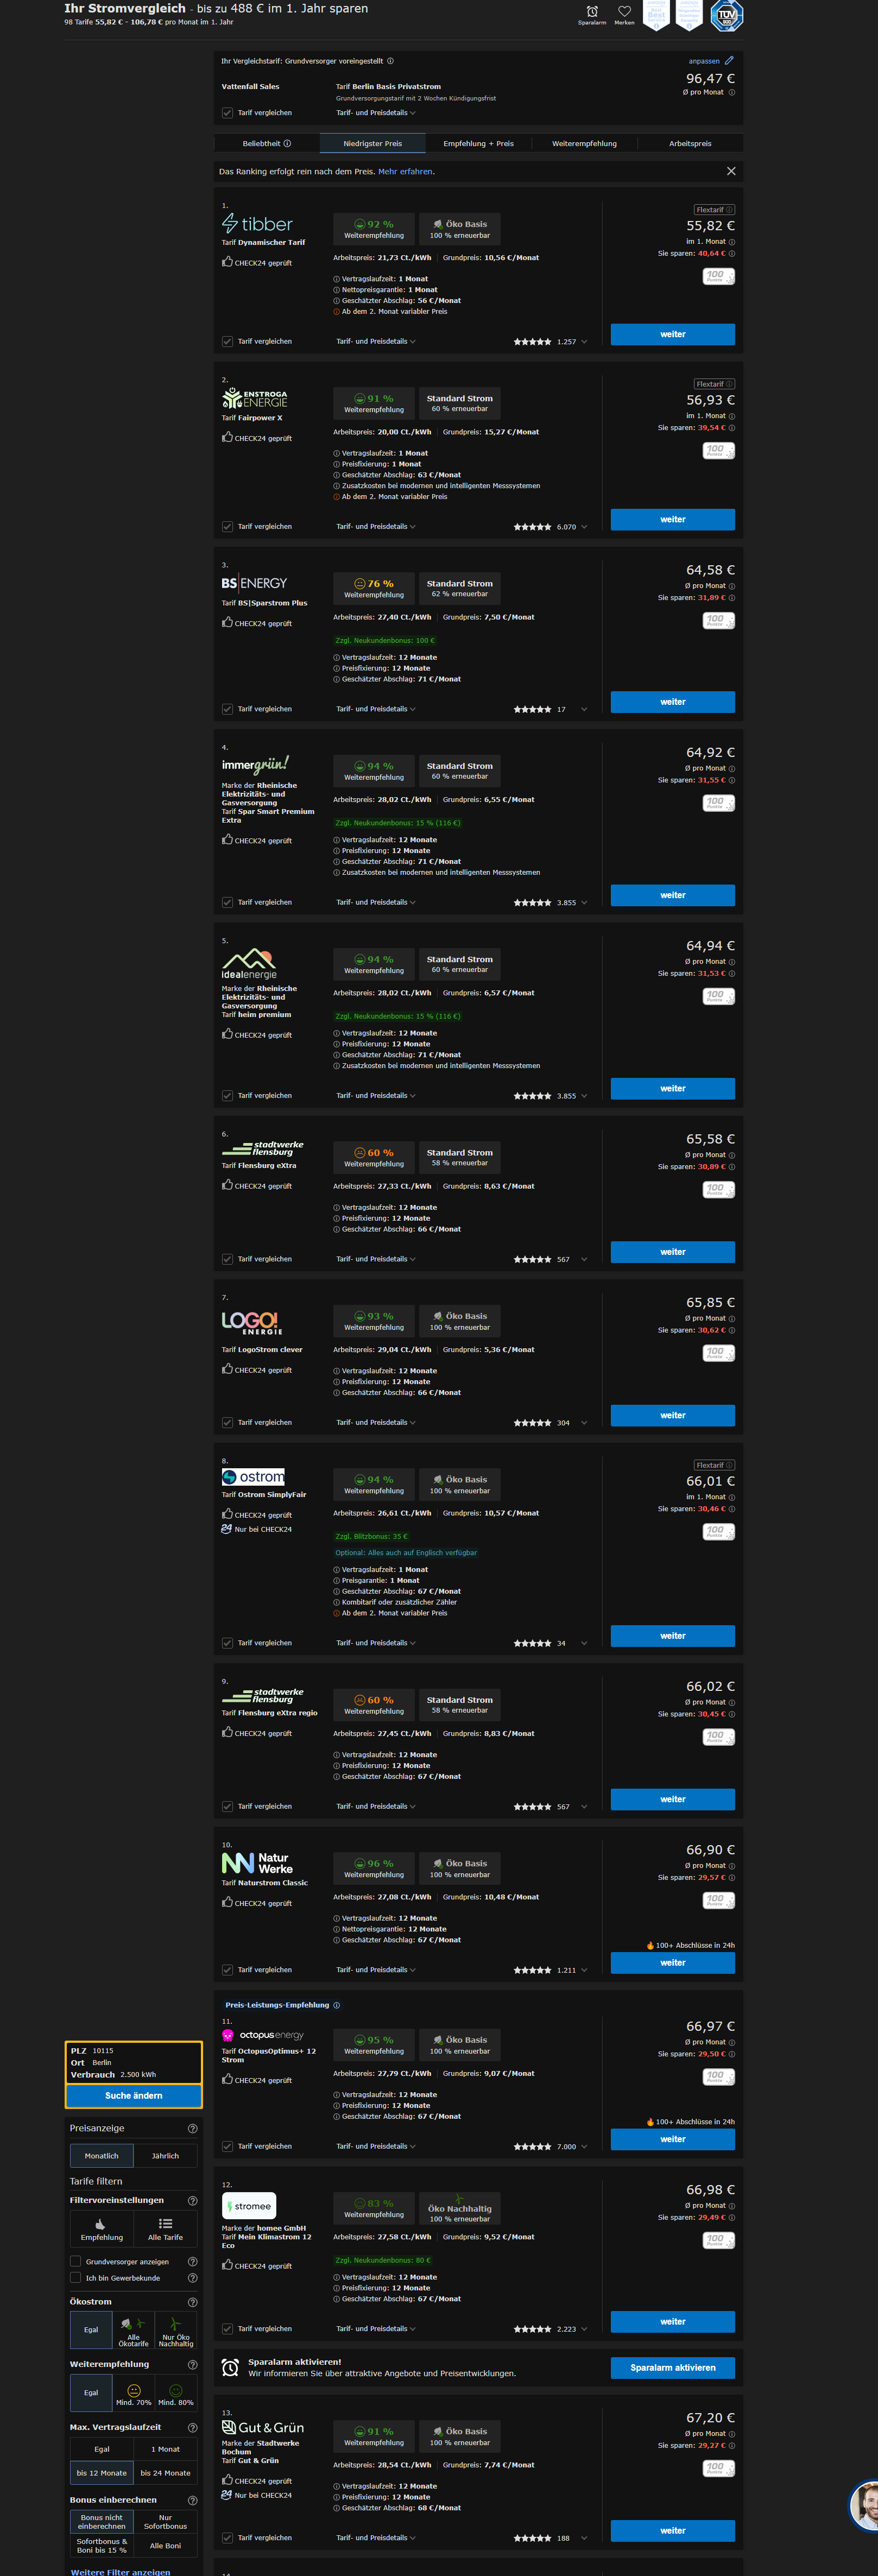 Ihr Stromvergleich - bis zu 488 € im 1. Jahr sparen
98 Tarife 55,82 € - 106,78 € pro Monat im 1. Jahr
Sparalarm
Merken
TÜV
Ihr Vergleichstarif: Grundversorger voreingestellt
anpassen
Vattenfall Sales
Tarif Berlin Basis Privatstrom
Grundversorgungstarif mit 2 Wochen Kündigungsfrist
96,47 €
Ø pro Monat
Tarif vergleichen
Tarif- und Preisdetails
Beliebtheit
Niedrigster Preis
Empfehlung + Preis
Weiterempfehlung
Arbeitspreis
Das Ranking erfolgt rein nach dem Preis. Mehr erfahren.
1.
tibber
Tarif Dynamischer Tarif
CHECK24 geprüft
92 %
Weiterempfehlung
Öko Basis
100 % erneuerbar
Arbeitspreis: 21,73 Ct./kWh
Grundpreis: 10,56 €/Monat
Vertragslaufzeit: 1 Monat
Nettopreisgarantie: 1 Monat
Geschätzter Abschlag: 56 €/Monat
Ab dem 2. Monat variabler Preis
Flextarif
55,82 €
im 1. Monat
Sie sparen: 40,64 €
100 Punkte
Tarif vergleichen
Tarif- und Preisdetails
1.257
weiter
2.
ENSTROGA ENERGIE
Tarif Fairpower X
CHECK24 geprüft
91 %
Weiterempfehlung
Standard Strom
60 % erneuerbar
Arbeitspreis: 20,00 Ct./kWh
Grundpreis: 15,27 €/Monat
Vertragslaufzeit: 1 Monat
Preisfixierung: 1 Monat
Geschätzter Abschlag: 63 €/Monat
Zusatzkosten bei modernen und intelligenten Messsystemen
Ab dem 2. Monat variabler Preis
Flextarif
56,93 €
im 1. Monat
Sie sparen: 39,54 €
100 Punkte
Tarif vergleichen
Tarif- und Preisdetails
6.070
weiter
3.
BS|ENERGY
Tarif BS|Sparstrom Plus
CHECK24 geprüft
76 %
Weiterempfehlung
Standard Strom
62 % erneuerbar
Arbeitspreis: 27,40 Ct./kWh
Grundpreis: 7,50 €/Monat
Zzgl. Neukundenbonus: 100 €
Vertragslaufzeit: 12 Monate
Preisfixierung: 12 Monate
Geschätzter Abschlag: 71 €/Monat
64,58 €
Ø pro Monat
Sie sparen: 31,89 €
100 Punkte
Tarif vergleichen
Tarif- und Preisdetails
17
weiter
4.
immergrün!
Marke der Rheinische
Elektrizitäts- und
Gasversorgung
Tarif Spar Smart Premium
Extra
CHECK24 geprüft
94 %
Weiterempfehlung
Standard Strom
60 % erneuerbar
Arbeitspreis: 28,02 Ct./kWh
Grundpreis: 6,55 €/Monat
Zzgl. Neukundenbonus: 15 % (116 €)
Vertragslaufzeit: 12 Monate
Preisfixierung: 12 Monate
Geschätzter Abschlag: 71 €/Monat
Zusatzkosten bei modernen und intelligenten Messsystemen
64,92 €
Ø pro Monat
Sie sparen: 31,55 €
100 Punkte
Tarif vergleichen
Tarif- und Preisdetails
3.855
weiter
5.
idealenergie
Marke der Rheinische
Elektrizitäts- und
Gasversorgung
Tarif heim premium
CHECK24 geprüft
94 %
Weiterempfehlung
Standard Strom
60 % erneuerbar
Arbeitspreis: 28,02 Ct./kWh
Grundpreis: 6,57 €/Monat
Zzgl. Neukundenbonus: 15 % (116 €)
Vertragslaufzeit: 12 Monate
Preisfixierung: 12 Monate
Geschätzter Abschlag: 71 €/Monat
Zusatzkosten bei modernen und intelligenten Messsystemen
64,94 €
Ø pro Monat
Sie sparen: 31,53 €
100 Punkte
Tarif vergleichen
Tarif- und Preisdetails
3.855
weiter
6.
stadtwerke flensburg
Tarif Flensburg eXtra
CHECK24 geprüft
60 %
Weiterempfehlung
Standard Strom
58 % erneuerbar
Arbeitspreis: 27,33 Ct./kWh
Grundpreis: 8,63 €/Monat
Vertragslaufzeit: 12 Monate
Preisfixierung: 12 Monate
Geschätzter Abschlag: 66 €/Monat
65,58 €
Ø pro Monat
Sie sparen: 30,89 €
100 Punkte
Tarif vergleichen
Tarif- und Preisdetails
567
weiter
7.
LOGO! ENERGIE
Tarif LogoStrom clever
CHECK24 geprüft
93 %
Weiterempfehlung
Öko Basis
100 % erneuerbar
Arbeitspreis: 29,04 Ct./kWh
Grundpreis: 5,36 €/Monat
Vertragslaufzeit: 12 Monate
Preisfixierung: 12 Monate
Geschätzter Abschlag: 66 €/Monat
65,85 €
Ø pro Monat
Sie sparen: 30,62 €
100 Punkte
Tarif vergleichen
Tarif- und Preisdetails
304
weiter
8.
ostrom
Tarif Ostrom SimplyFair
CHECK24 geprüft
24 Nur bei CHECK24
94 %
Weiterempfehlung
Öko Basis
100 % erneuerbar
Arbeitspreis: 26,61 Ct./kWh
Grundpreis: 10,57 €/Monat
Zzgl. Blitzbonus: 35 €
Optional: Alles auch auf Englisch verfügbar
Vertragslaufzeit: 1 Monat
Preisgarantie: 1 Monat
Geschätzter Abschlag: 67 €/Monat
Kombitarif oder zusätzlicher Zähler
Ab dem 2. Monat variabler Preis
Flextarif
66,01 €
im 1. Monat
Sie sparen: 30,46 €
100 Punkte
Tarif vergleichen
Tarif- und Preisdetails
34
weiter
9.
stadtwerke flensburg
Tarif Flensburg eXtra regio
CHECK24 geprüft
60 %
Weiterempfehlung
Standard Strom
58 % erneuerbar
Arbeitspreis: 27,45 Ct./kWh
Grundpreis: 8,83 €/Monat
Vertragslaufzeit: 12 Monate
Preisfixierung: 12 Monate
Geschätzter Abschlag: 67 €/Monat
66,02 €
Ø pro Monat
Sie sparen: 30,45 €
100 Punkte
Tarif vergleichen
Tarif- und Preisdetails
567
weiter
10.
Natur Werke
Tarif Naturstrom Classic
CHECK24 geprüft
96 %
Weiterempfehlung
Öko Basis
100 % erneuerbar
Arbeitspreis: 27,08 Ct./kWh
Grundpreis: 10,48 €/Monat
Vertragslaufzeit: 12 Monate
Nettopreisgarantie: 12 Monate
Geschätzter Abschlag: 67 €/Monat
66,90 €
Ø pro Monat
Sie sparen: 29,57 €
100 Punkte
100+ Abschlüsse in 24h
Tarif vergleichen
Tarif- und Preisdetails
1.211
weiter
Preis-Leistungs-Empfehlung
11.
octopusenergy
Tarif OctopusOptimus+ 12
Strom
CHECK24 geprüft
95 %
Weiterempfehlung
Öko Basis
100 % erneuerbar
Arbeitspreis: 27,79 Ct./kWh
Grundpreis: 9,07 €/Monat
Vertragslaufzeit: 12 Monate
Preisfixierung: 12 Monate
Geschätzter Abschlag: 67 €/Monat
66,97 €
Ø pro Monat
Sie sparen: 29,50 €
100 Punkte
100+ Abschlüsse in 24h
Tarif vergleichen
Tarif- und Preisdetails
7.000
weiter
12.
stromee
Marke der homee GmbH
Tarif Mein Klimastrom 12
Eco
CHECK24 geprüft
83 %
Weiterempfehlung
Öko Nachhaltig
100 % erneuerbar
Arbeitspreis: 27,58 Ct./kWh
Grundpreis: 9,52 €/Monat
Zzgl. Neukundenbonus: 80 €
Vertragslaufzeit: 12 Monate
Preisfixierung: 12 Monate
Geschätzter Abschlag: 67 €/Monat
66,98 €
Ø pro Monat
Sie sparen: 29,49 €
100 Punkte
Tarif vergleichen
Tarif- und Preisdetails
2.223
weiter
Sparalarm aktivieren!
Wir informieren Sie über attraktive Angebote und Preisentwicklungen.
Sparalarm aktivieren
13.
Gut & Grün
Marke der Stadtwerke
Bochum
Tarif Gut & Grün
CHECK24 geprüft
24 Nur bei CHECK24
91 %
Weiterempfehlung
Öko Basis
100 % erneuerbar
Arbeitspreis: 28,54 Ct./kWh
Grundpreis: 7,74 €/Monat
Vertragslaufzeit: 12 Monate
Preisfixierung: 12 Monate
Geschätzter Abschlag: 68 €/Monat
67,20 €
Ø pro Monat
Sie sparen: 29,27 €
100 Punkte
Tarif vergleichen
Tarif- und Preisdetails
188
weiter
PLZ 10115
Ort Berlin
Verbrauch 2.500 kWh
Suche ändern
Preisanzeige
Monatlich
Jährlich
Tarife filtern
Filtervoreinstellungen
Empfehlung
Alle Tarife
Grundversorger anzeigen
Ich bin Gewerbekunde
Ökostrom
Egal
Alle Ökotarife
Nur Öko Nachhaltig
Weiterempfehlung
Egal
Mind. 70%
Mind. 80%
Max. Vertragslaufzeit
Egal
1 Monat
bis 12 Monate
bis 24 Monate
Bonus einberechnen
Bonus nicht einberechnen
Nur Sofortbonus
Sofortbonus & Boni bis 15 %
Alle Boni
Weitere Filter anzeigen